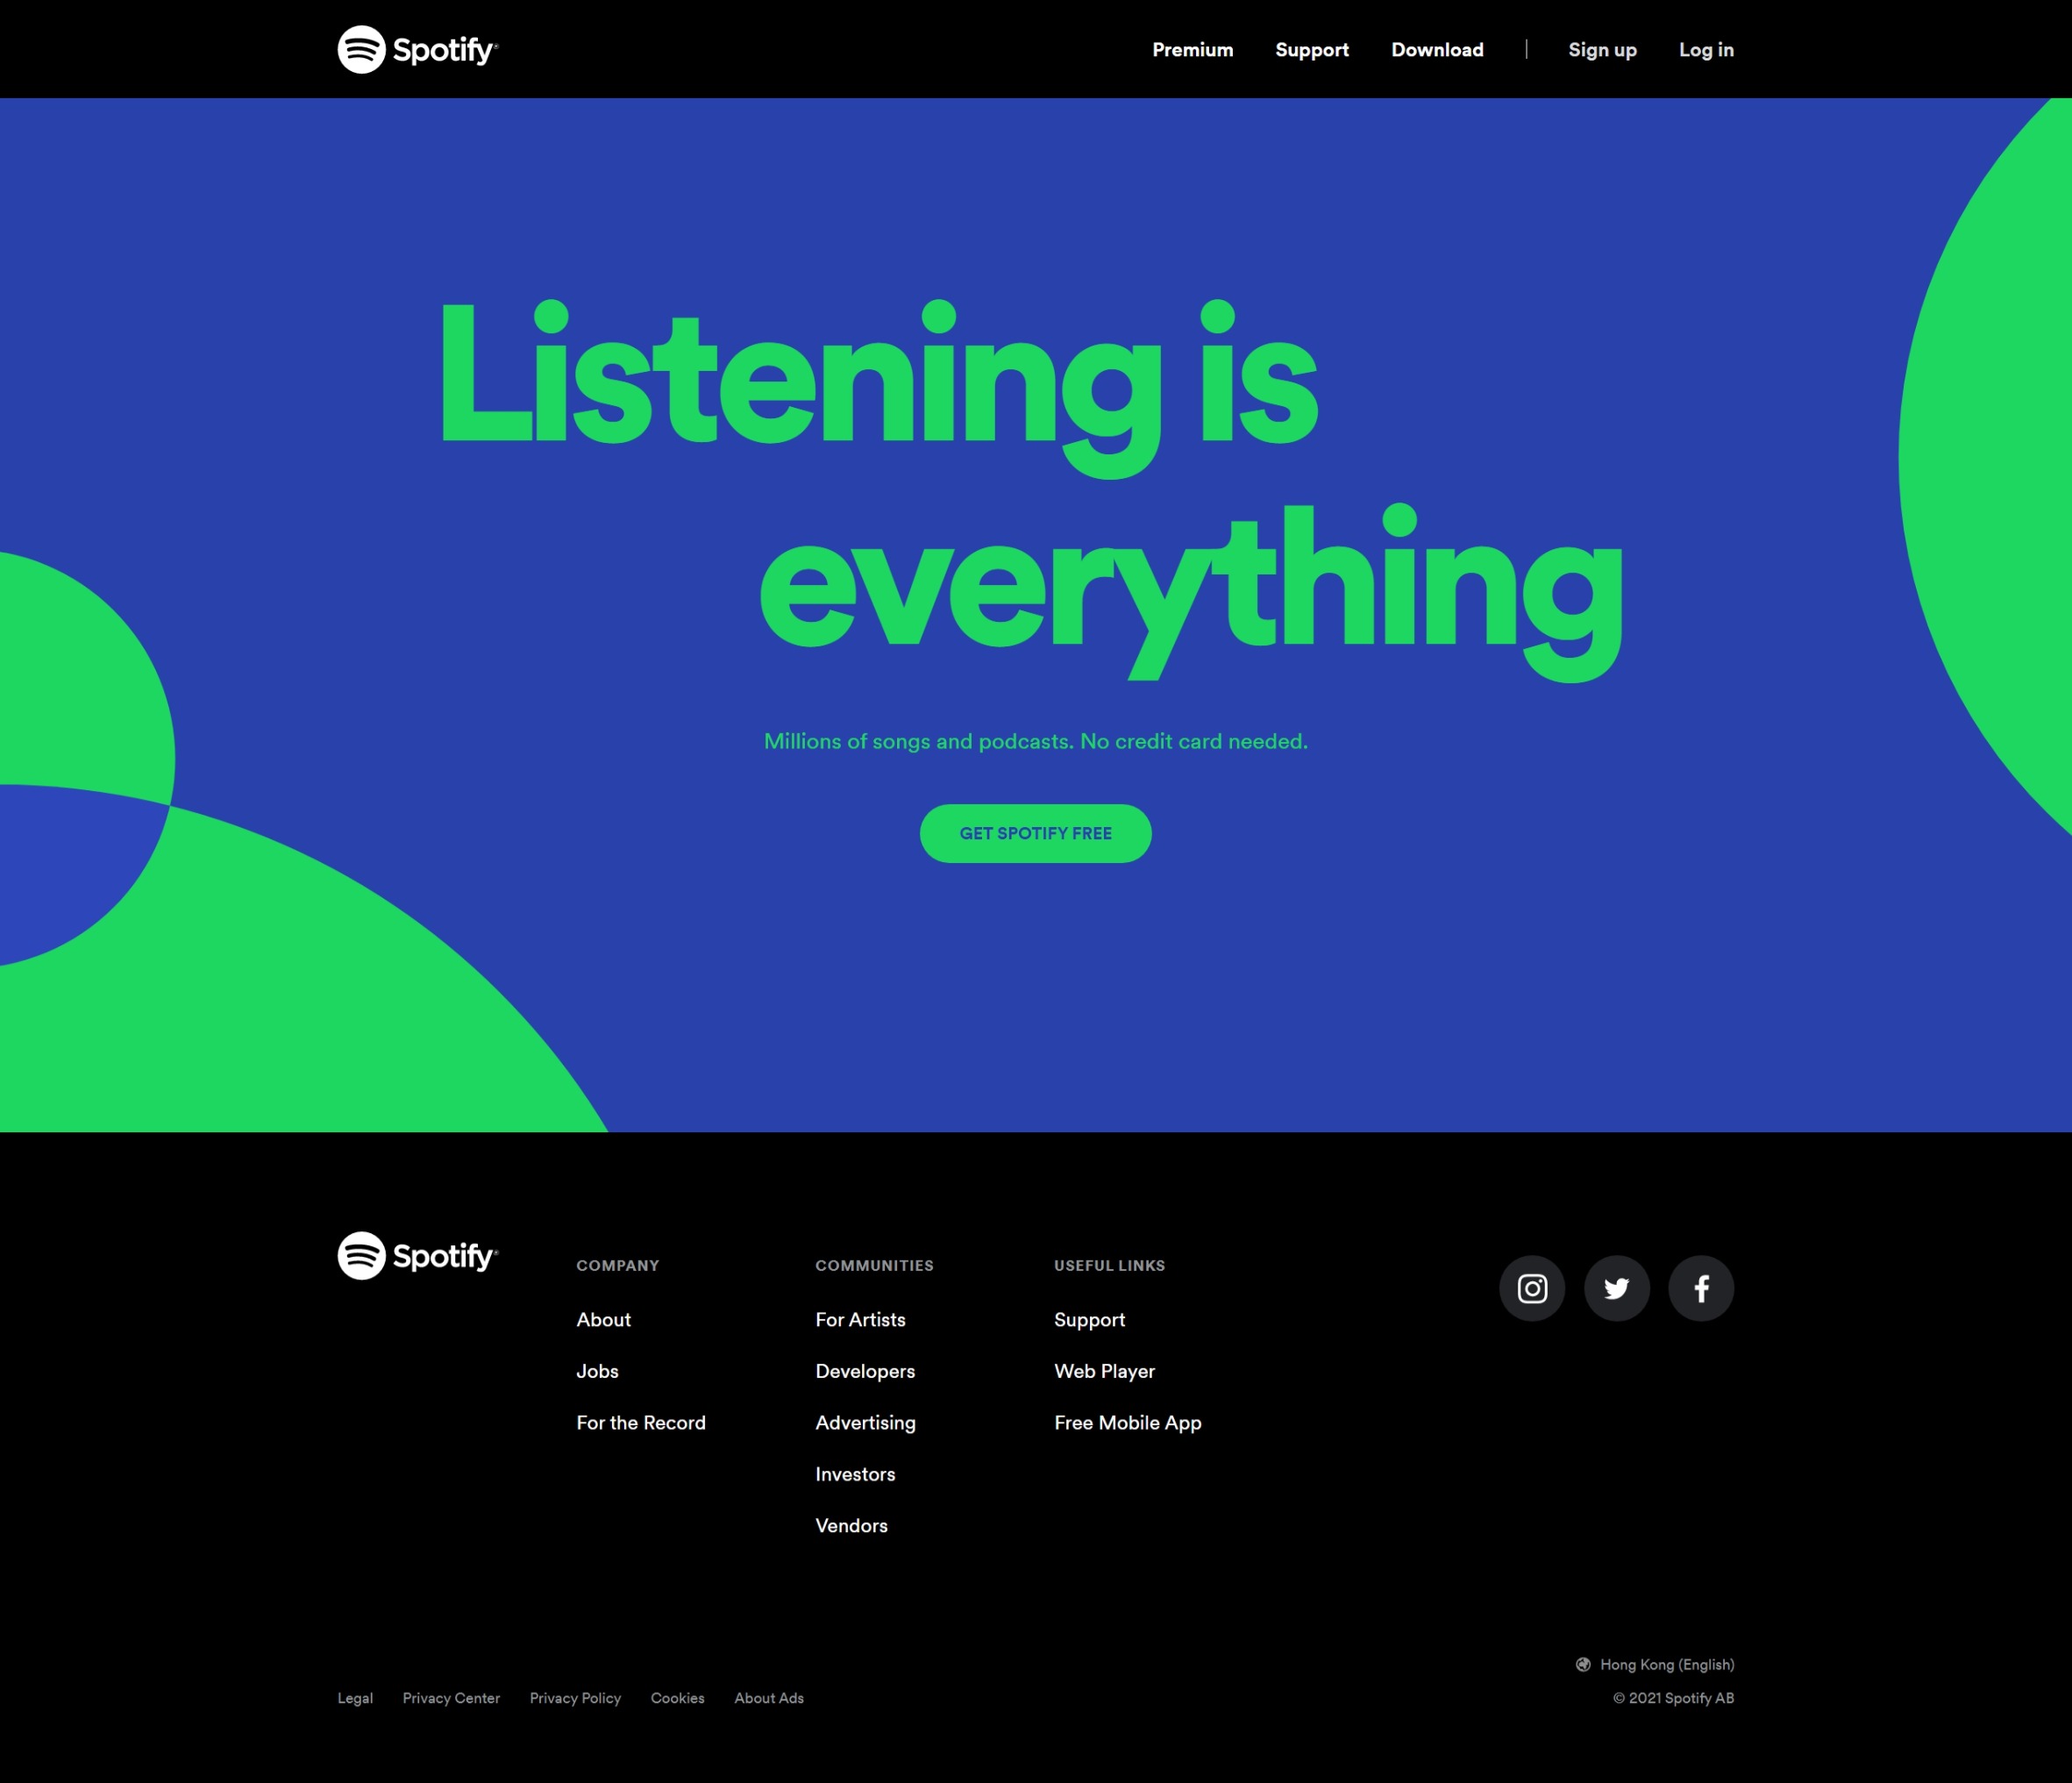 Spotify®
Premium Support Download | Sign up Log in
Listening is
everything
Millions of songs and podcasts. No credit card needed.
GET SPOTIFY FREE
Spotify®
COMPANY
About
Jobs
For the Record
COMMUNITIES
For Artists
Developers
Advertising
Investors
Vendors
USEFUL LINKS
Support
Web Player
Free Mobile App
Hong Kong (English)
Legal Privacy Center Privacy Policy Cookies About Ads
© 2021 Spotify AB